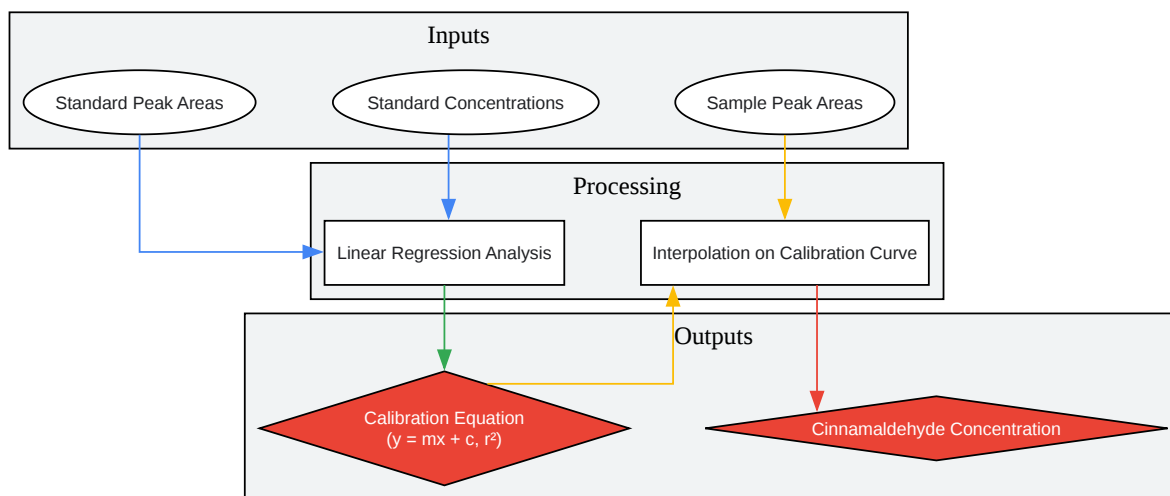 Inputs
Standard Peak Areas
Standard Concentrations
Sample Peak Areas
Processing
Linear Regression Analysis
Interpolation on Calibration Curve
Outputs
Calibration Equation
(y = mx + c, r²)
Cinnamaldehyde Concentration